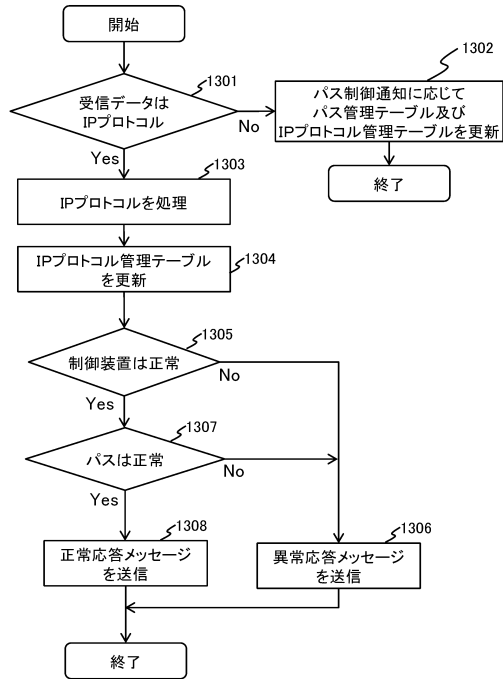 開始
1301
受信データは
IPプロトコル
No
Yes
1302
パス制御通知に応じて
パス管理テーブル及び
IPプロトコル管理テーブルを更新
終了
1303
IPプロトコルを処理
IPプロトコル管理テーブル
を更新
1304
1305
制御装置は正常
No
Yes
1307
パスは正常
No
Yes
1308
正常応答メッセージ
を送信
1306
異常応答メッセージ
を送信
終了